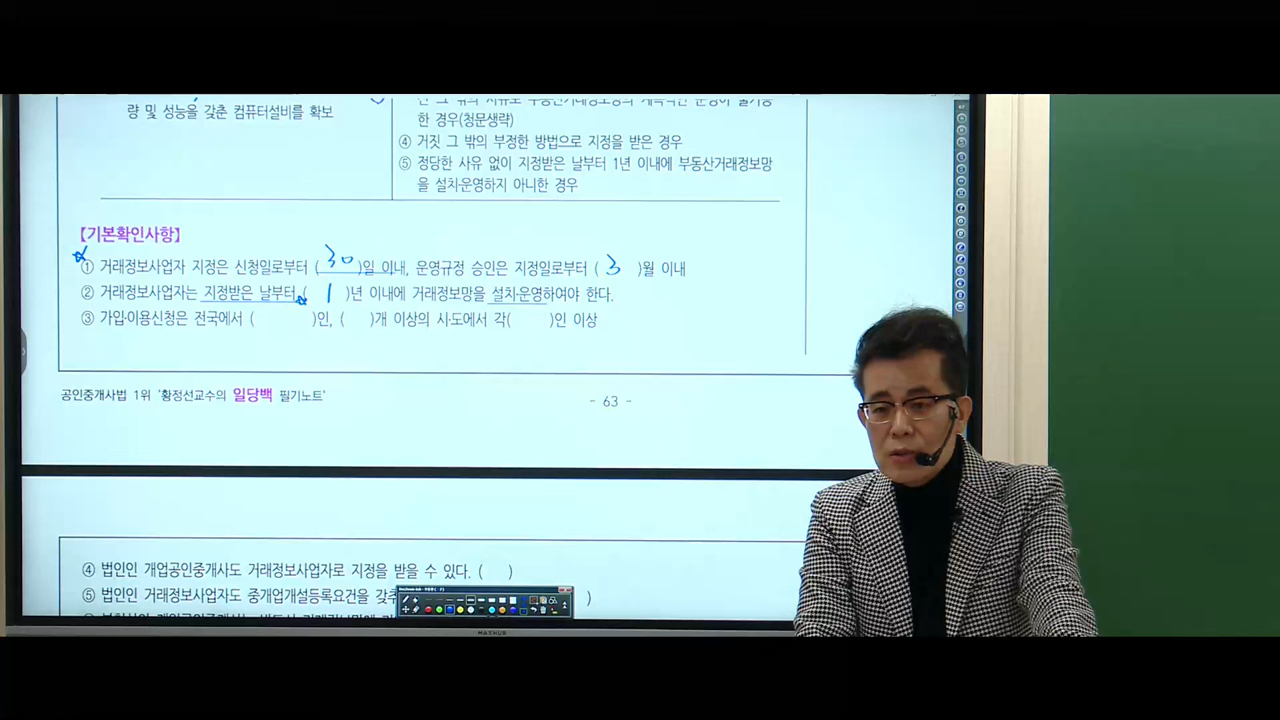 량 및 성능을 갖춘 컴퓨터설비를 확보
한 경우(청문생략)
④ 거짓 그 밖의 부정한 방법으로 지정을 받은 경우
⑤ 정당한 사유 없이 지정받은 날부터 1년 이내에 부동산거래정보망
을 설치·운영하지 아니한 경우
【기본확인사항】
① 거래정보사업자 지정은 신청일로부터 ( 30 )일 이내, 운영규정 승인은 지정일로부터 ( 3 )월 이내
② 거래정보사업자는 지정받은 날부터 ( 1 )년 이내에 거래정보망을 설치·운영하여야 한다.
③ 가입·이용신청은 전국에서 ( )인, ( )개 이상의 시·도에서 각( )인 이상
공인중개사법 1위 '황정선교수의 일당백 필기노트'
- 63 -
④ 법인인 개업공인중개사도 거래정보사업자로 지정을 받을 수 있다. ( )
⑤ 법인인 거래정보사업자도 중개업개설등록요건을 갖추 )
MAXHUB